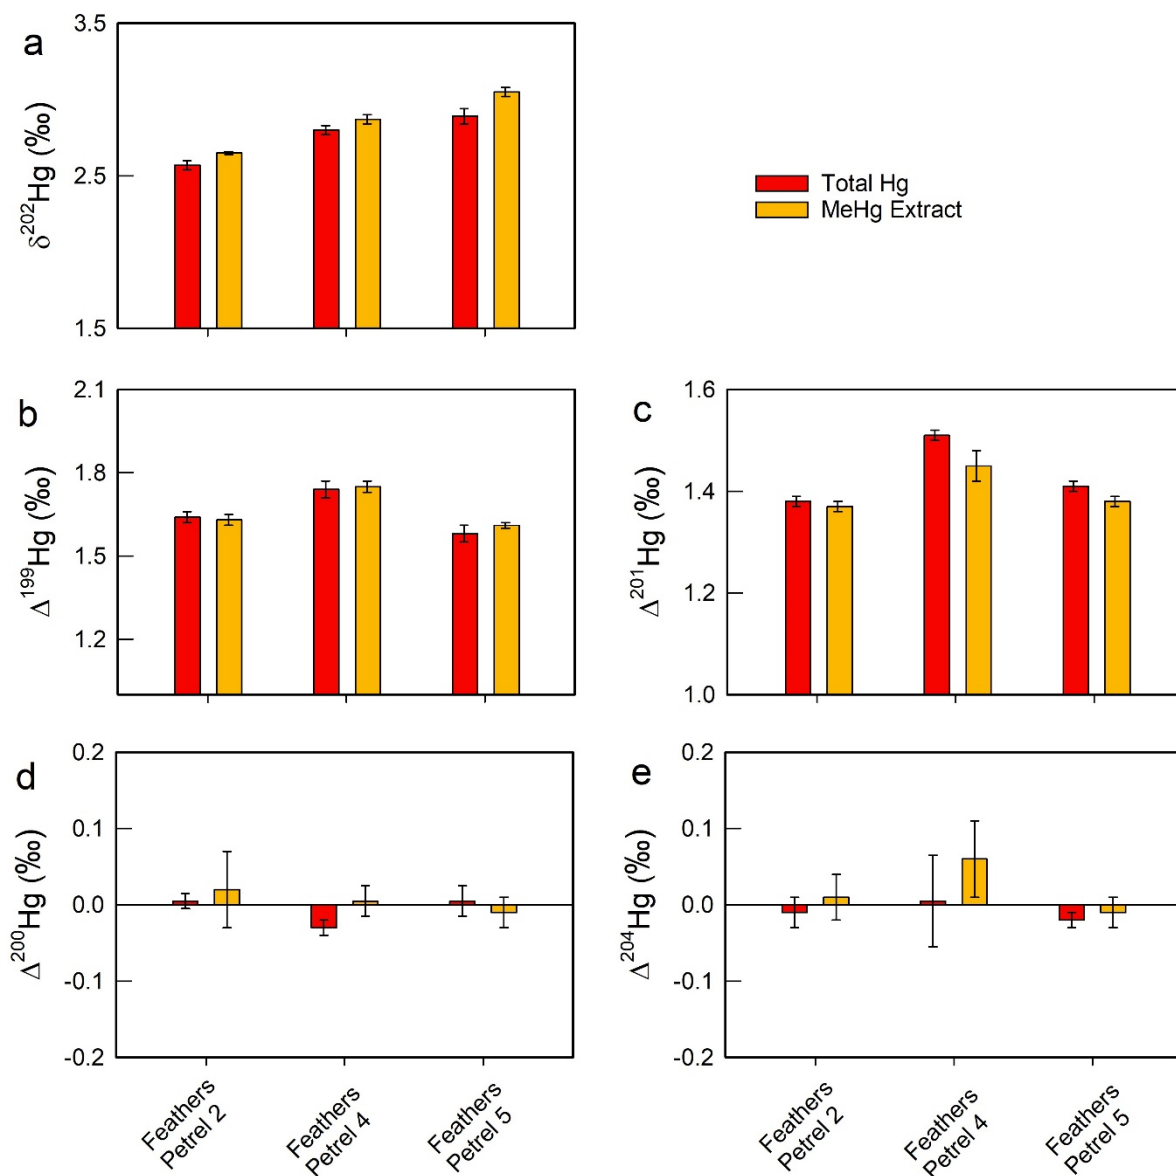 a
3.5
2.5
1.5
δ202Hg (‰)
Total Hg
MeHg Extract
b
2.1
1.8
1.5
1.2
Δ199Hg (‰)
c
1.6
1.4
1.2
1.0
Δ201Hg (‰)
d
0.2
0.1
0.0
-0.1
-0.2
Δ200Hg (‰)
Feathers
Petrel 2
Feathers
Petrel 4
Feathers
Petrel 5
e
0.2
0.1
0.0
-0.1
-0.2
Δ204Hg (‰)
Feathers
Petrel 2
Feathers
Petrel 4
Feathers
Petrel 5